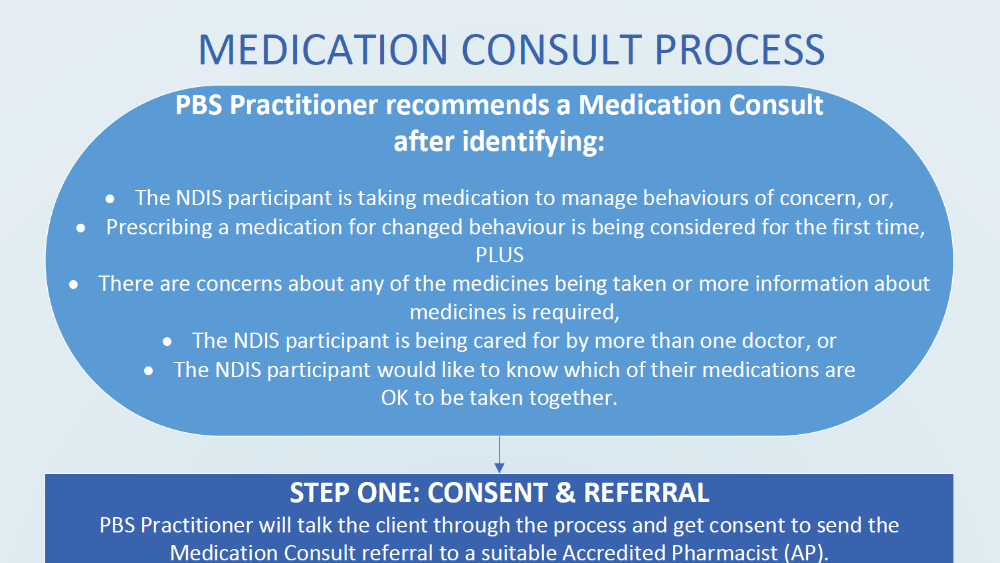 MEDICATION CONSULT PROCESS
PBS Practitioner recommends a Medication Consult
after identifying:
● The NDIS participant is taking medication to manage behaviours of concern, or,
● Prescribing a medication for changed behaviour is being considered for the first time,
PLUS
● There are concerns about any of the medicines being taken or more information about
medicines is required,
● The NDIS participant is being cared for by more than one doctor, or
● The NDIS participant would like to know which of their medications are
OK to be taken together.
STEP ONE: CONSENT & REFERRAL
PBS Practitioner will talk the client through the process and get consent to send the
Medication Consult referral to a suitable Accredited Pharmacist (AP).